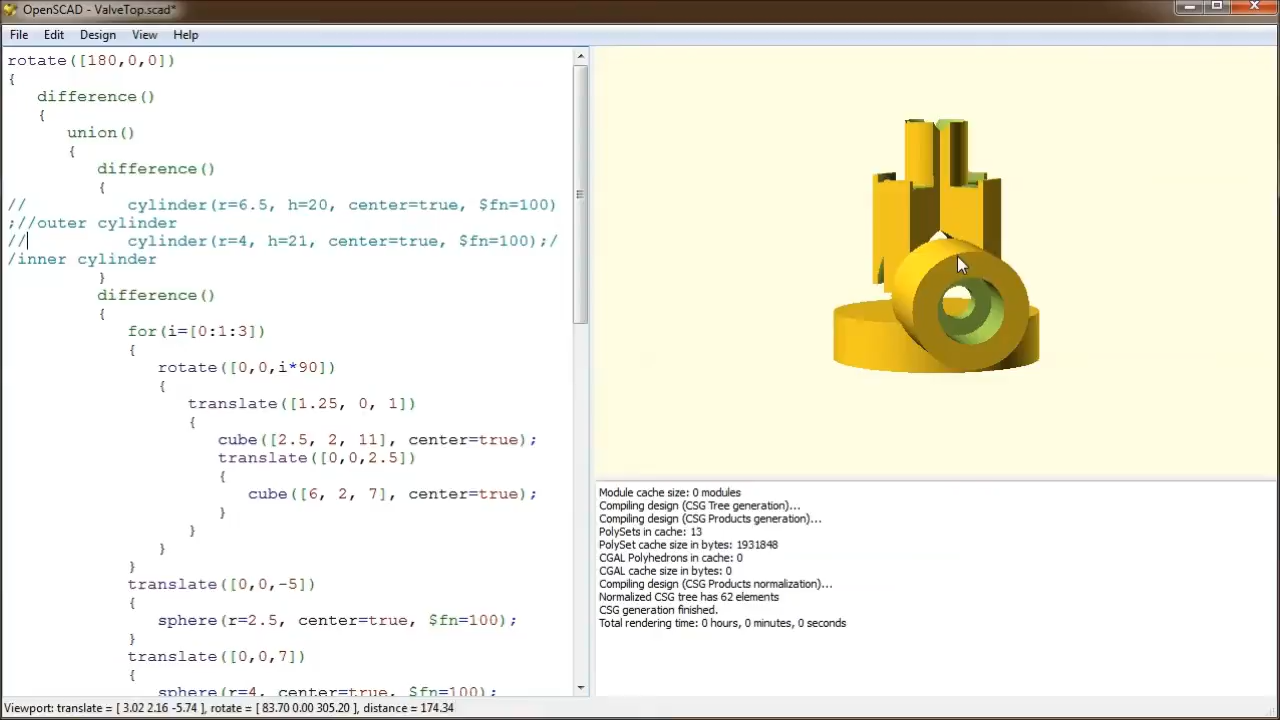 OpenSCAD - ValveTop.scad*
File Edit Design View Help
rotate([180,0,0])
{
difference()
{
union()
{
difference()
{
// cylinder(r=6.5, h=20, center=true, $fn=100)
;//outer cylinder
// cylinder(r=4, h=21, center=true, $fn=100);/
/inner cylinder
}
difference()
{
for(i=[0:1:3])
{
rotate([0,0,i*90])
{
translate([1.25, 0, 1])
{
cube([2.5, 2, 11], center=true);
translate([0,0,2.5])
{
cube([6, 2, 7], center=true);
}
}
}
}
translate([0,0,-5])
{
sphere(r=2.5, center=true, $fn=100);
}
translate([0,0,7])
{
sphere(r=4, center=true, $fn=100);
Module cache size: 0 modules
Compiling design (CSG Tree generation)...
Compiling design (CSG Products generation)...
PolySets in cache: 13
PolySet cache size in bytes: 1931848
CGAL Polyhedrons in cache: 0
CGAL cache size in bytes: 0
Compiling design (CSG Products normalization)...
Normalized CSG tree has 62 elements
CSG generation finished.
Total rendering time: 0 hours, 0 minutes, 0 seconds
Viewport: translate = [ 3.02 2.16 -5.74 ], rotate = [ 83.70 0.00 305.20 ], distance = 174.34